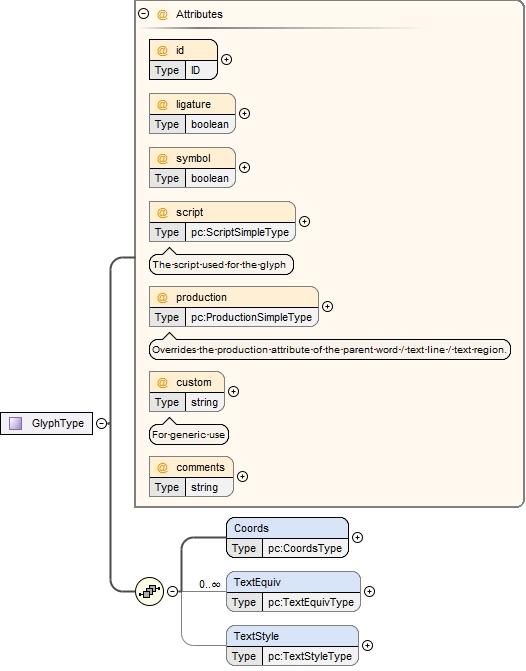 @ Attributes
@ id
Type ID
@ ligature
Type boolean
@ symbol
Type boolean
@ script
Type pc:ScriptSimpleType
The·script·used·for·the·glyph
@ production
Type pc:ProductionSimpleType
Overrides·the·production·attribute·of·the·parent·word·/·text·line·/·text·region.
@ custom
Type string
For·generic·use
GlyphType
@ comments
Type string
Coords
Type pc:CoordsType
0..∞ TextEquiv
Type pc:TextEquivType
TextStyle
Type pc:TextStyleType